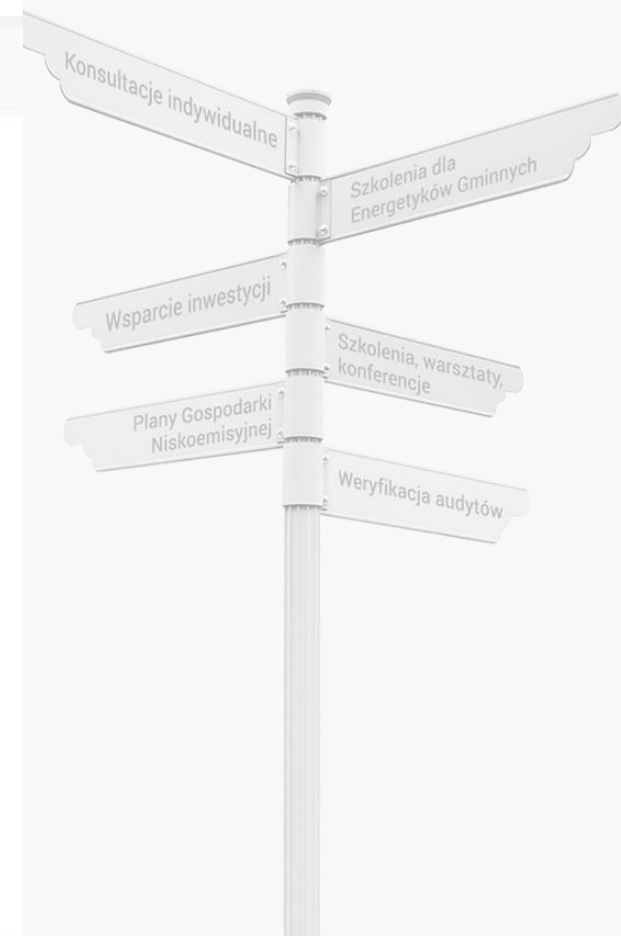 Konsultacje indywidualne
Szkolenia dla
Energetyków Gminnych
Wsparcie inwestycji
Szkolenia, warsztaty,
konferencje
Plany Gospodarki
Niskoemisyjnej
Weryfikacja audytów